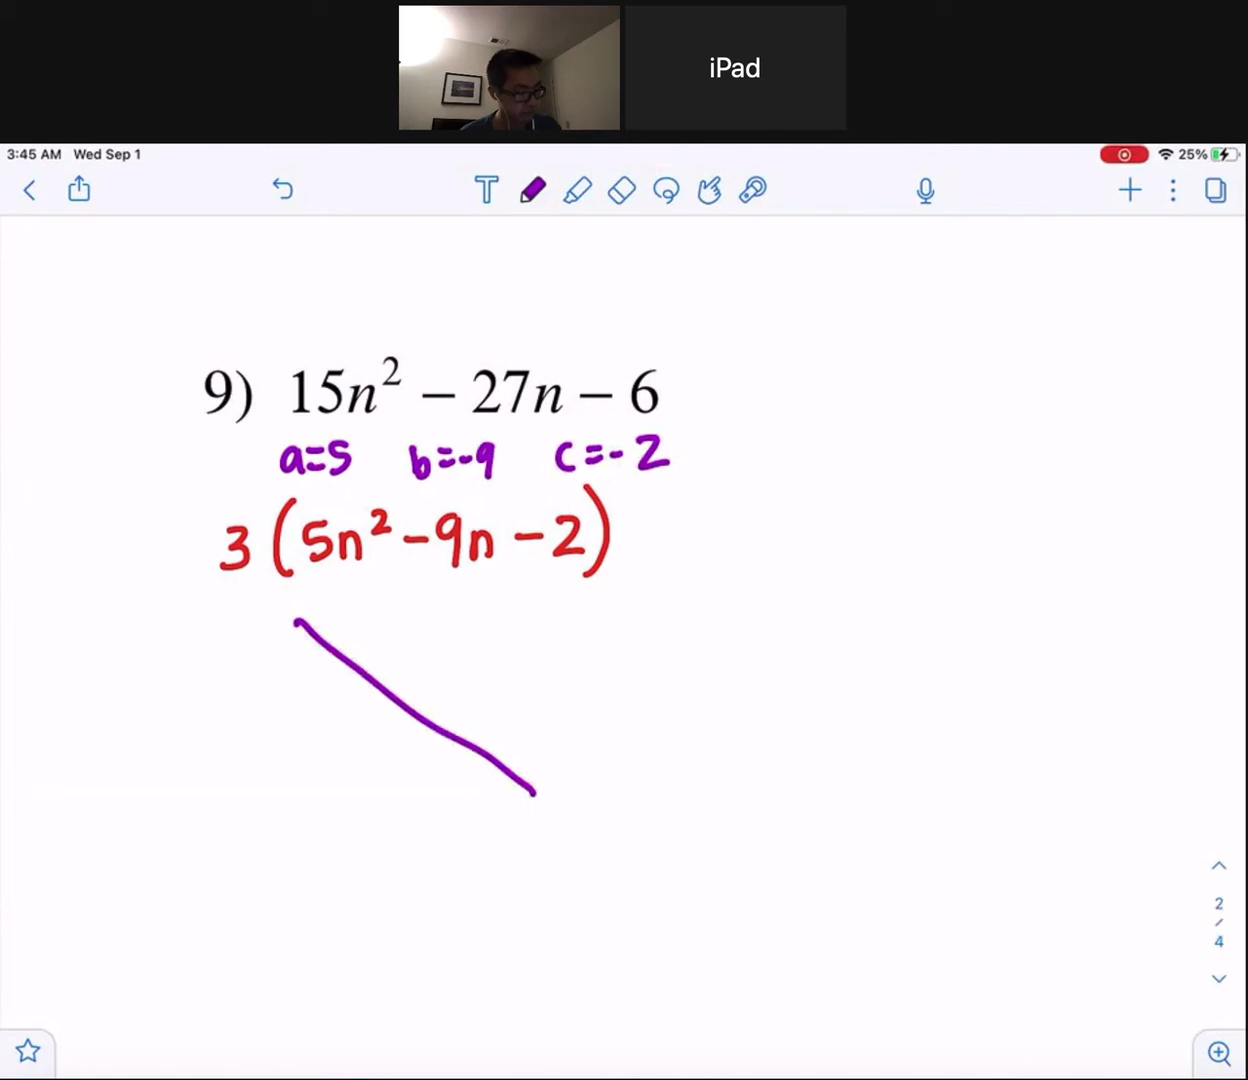 iPad
3:45 AM Wed Sep 1
25%
T
9) 15n² – 27n – 6
a=5 b=-9 c=-2
3 (5n² -9n -2)
2
/
4